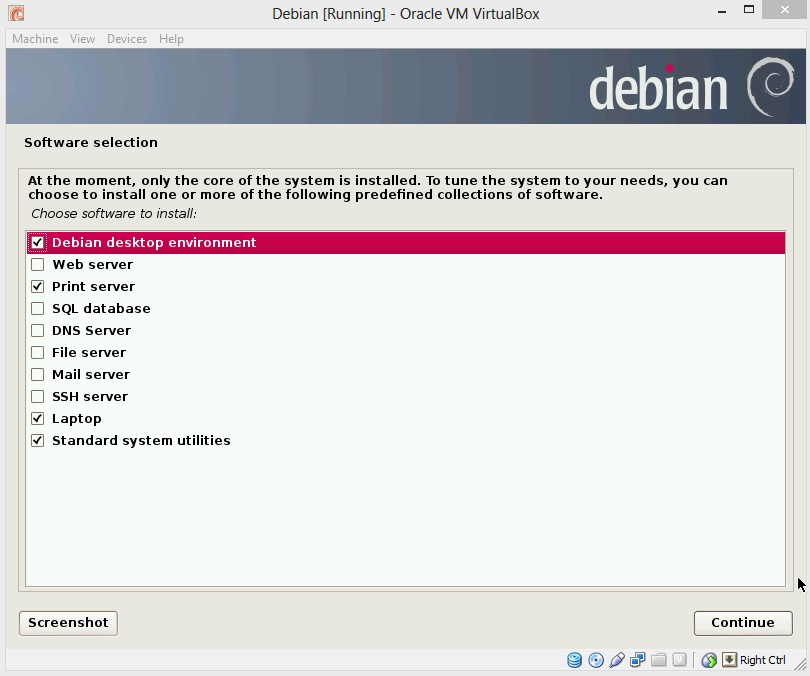 Debian [Running] - Oracle VM VirtualBox
Machine View Devices Help
debian
Software selection
At the moment, only the core of the system is installed. To tune the system to your needs, you can
choose to install one or more of the following predefined collections of software.
Choose software to install:
Debian desktop environment
Web server
Print server
SQL database
DNS Server
File server
Mail server
SSH server
Laptop
Standard system utilities
Screenshot
Continue
Right Ctrl